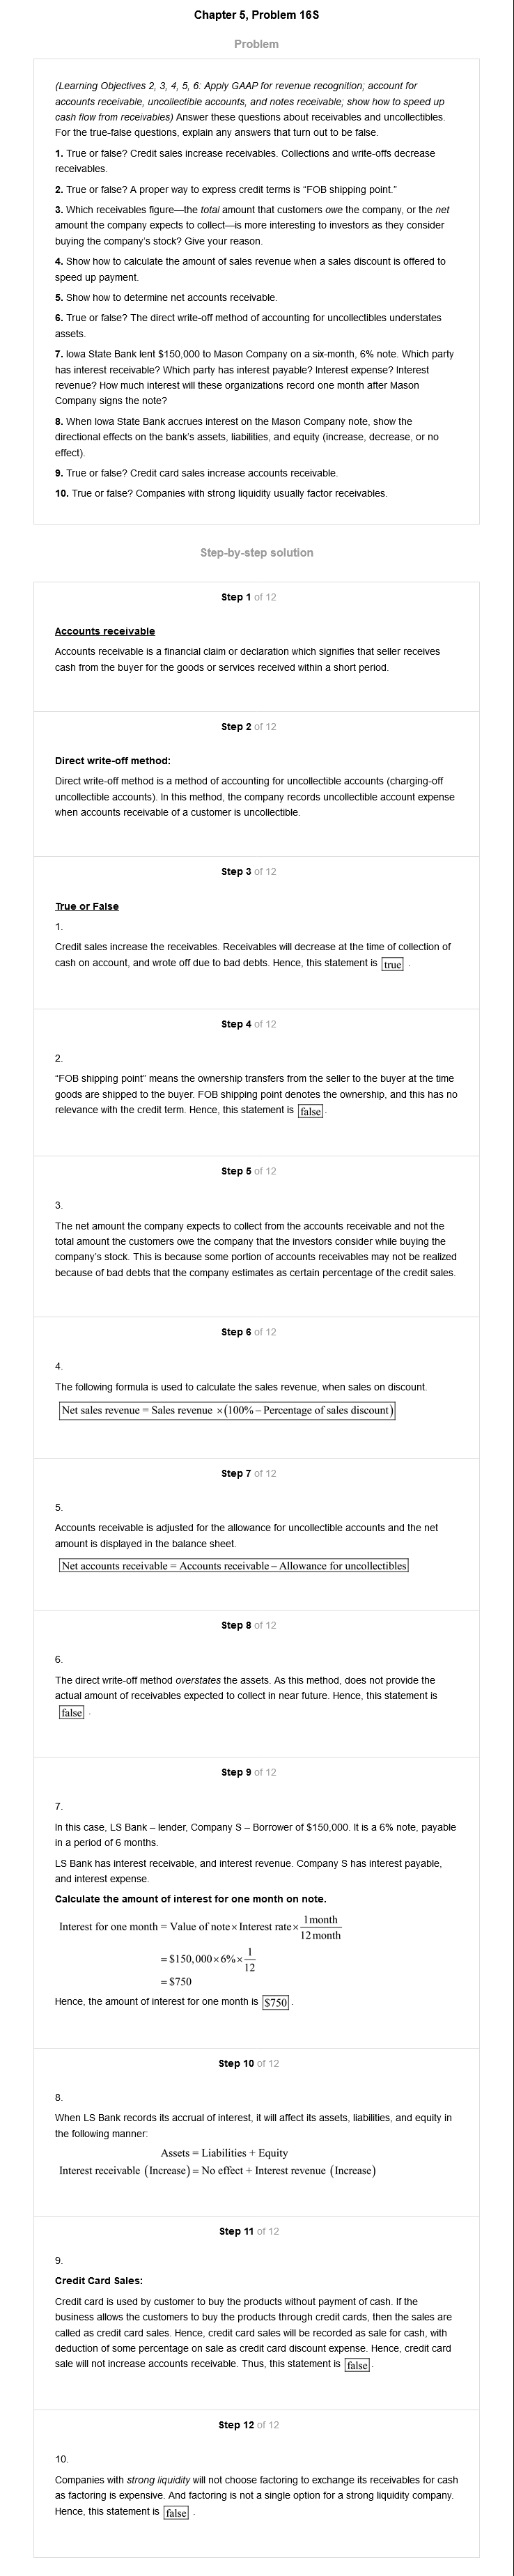 Chapter 5, Problem 16S
Problem
(Learning Objectives 2, 3, 4, 5, 6: Apply GAAP for revenue recognition; account for
accounts receivable, uncollectible accounts, and notes receivable; show how to speed up
cash flow from receivables) Answer these questions about receivables and uncollectibles.
For the true-false questions, explain any answers that turn out to be false.
1. True or false? Credit sales increase receivables. Collections and write-offs decrease
receivables.
2. True or false? A proper way to express credit terms is “FOB shipping point.”
3. Which receivables figure—the total amount that customers owe the company, or the net
amount the company expects to collect—is more interesting to investors as they consider
buying the company’s stock? Give your reason.
4. Show how to calculate the amount of sales revenue when a sales discount is offered to
speed up payment.
5. Show how to determine net accounts receivable.
6. True or false? The direct write-off method of accounting for uncollectibles understates
assets.
7. Iowa State Bank lent $150,000 to Mason Company on a six-month, 6% note. Which party
has interest receivable? Which party has interest payable? Interest expense? Interest
revenue? How much interest will these organizations record one month after Mason
Company signs the note?
8. When Iowa State Bank accrues interest on the Mason Company note, show the
directional effects on the bank’s assets, liabilities, and equity (increase, decrease, or no
effect).
9. True or false? Credit card sales increase accounts receivable.
10. True or false? Companies with strong liquidity usually factor receivables.
Step-by-step solution
Step 1 of 12
Accounts receivable
Accounts receivable is a financial claim or declaration which signifies that seller receives
cash from the buyer for the goods or services received within a short period.
Step 2 of 12
Direct write-off method:
Direct write-off method is a method of accounting for uncollectible accounts (charging-off
uncollectible accounts). In this method, the company records uncollectible account expense
when accounts receivable of a customer is uncollectible.
Step 3 of 12
True or False
1.
Credit sales increase the receivables. Receivables will decrease at the time of collection of
cash on account, and wrote off due to bad debts. Hence, this statement is true .
Step 4 of 12
2.
“FOB shipping point” means the ownership transfers from the seller to the buyer at the time
goods are shipped to the buyer. FOB shipping point denotes the ownership, and this has no
relevance with the credit term. Hence, this statement is false.
Step 5 of 12
3.
The net amount the company expects to collect from the accounts receivable and not the
total amount the customers owe the company that the investors consider while buying the
company’s stock. This is because some portion of accounts receivables may not be realized
because of bad debts that the company estimates as certain percentage of the credit sales.
Step 6 of 12
4.
The following formula is used to calculate the sales revenue, when sales on discount.
Net sales revenue = Sales revenue ×(100% – Percentage of sales discount)
Step 7 of 12
5.
Accounts receivable is adjusted for the allowance for uncollectible accounts and the net
amount is displayed in the balance sheet.
Net accounts receivable = Accounts receivable – Allowance for uncollectibles
Step 8 of 12
6.
The direct write-off method overstates the assets. As this method, does not provide the
actual amount of receivables expected to collect in near future. Hence, this statement is
false .
Step 9 of 12
7.
In this case, LS Bank – lender, Company S – Borrower of $150,000. It is a 6% note, payable
in a period of 6 months.
LS Bank has interest receivable, and interest revenue. Company S has interest payable,
and interest expense.
Calculate the amount of interest for one month on note.
Interest for one month = Value of note × Interest rate × 1 month / 12 month
= $150,000 × 6% × 1/12
= $750
Hence, the amount of interest for one month is $750.
Step 10 of 12
8.
When LS Bank records its accrual of interest, it will affect its assets, liabilities, and equity in
the following manner:
Assets = Liabilities + Equity
Interest receivable (Increase) = No effect + Interest revenue (Increase)
Step 11 of 12
9.
Credit Card Sales:
Credit card is used by customer to buy the products without payment of cash. If the
business allows the customers to buy the products through credit cards, then the sales are
called as credit card sales. Hence, credit card sales will be recorded as sale for cash, with
deduction of some percentage on sale as credit card discount expense. Hence, credit card
sale will not increase accounts receivable. Thus, this statement is false.
Step 12 of 12
10.
Companies with strong liquidity will not choose factoring to exchange its receivables for cash
as factoring is expensive. And factoring is not a single option for a strong liquidity company.
Hence, this statement is false .